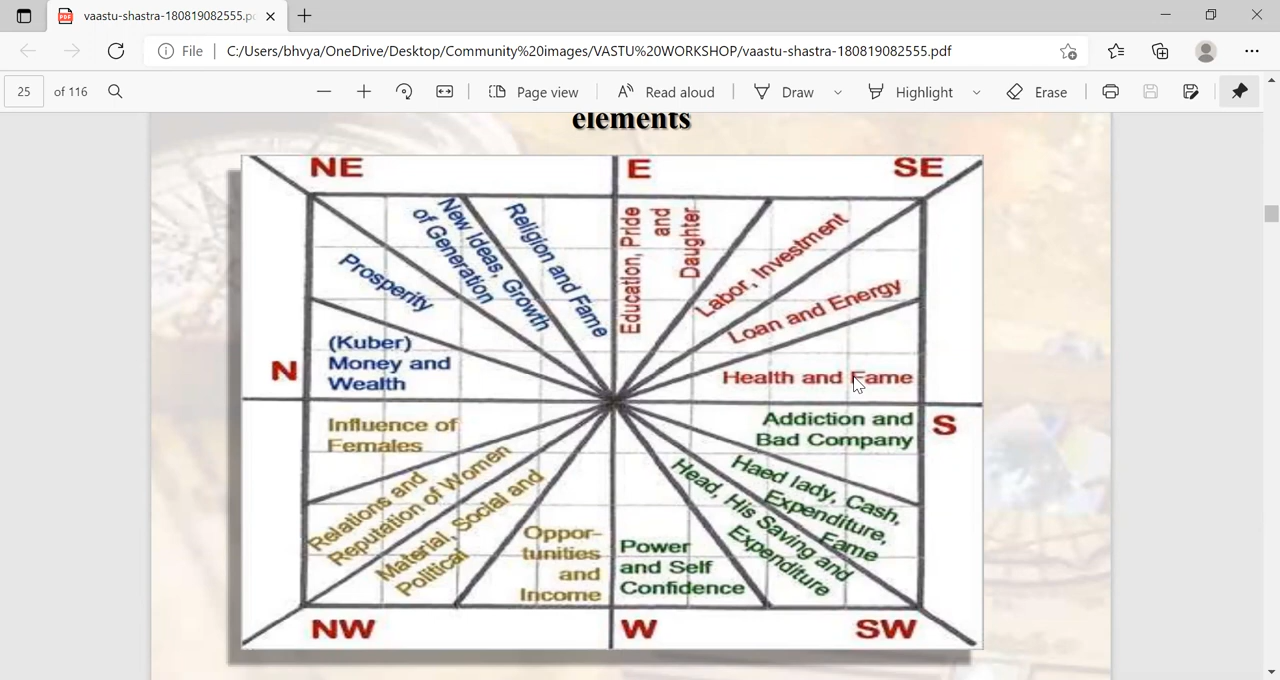 vaastu-shastra-180819082555.p
File
C:/Users/bhvya/OneDrive/Desktop/Community%20images/VASTU%20WORKSHOP/vaastu-shastra-180819082555.pdf
25
of 116
Page view
Read aloud
Draw
Highlight
Erase
elements
NE
E
SE
New Ideas, Growth
of Generation
Religion and Fame
Education, Pride
and
Daughter
Labor, Investment
Prosperity
Loan and Energy
(Kuber)
Money and
Wealth
N
Health and Fame
Influence of
Females
Addiction and
Bad Company
S
Relations and
Reputation of Women
Material, Social and
Political
Oppor-
tunities
and
Income
Power
and Self
Confidence
Haed lady, Cash,
Expenditure,
Fame
Head, His Saving and
Expenditure
NW
W
SW